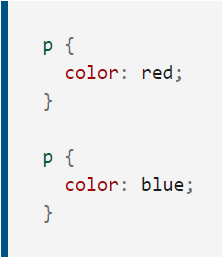 p {
  color: red;
}

p {
  color: blue;
}